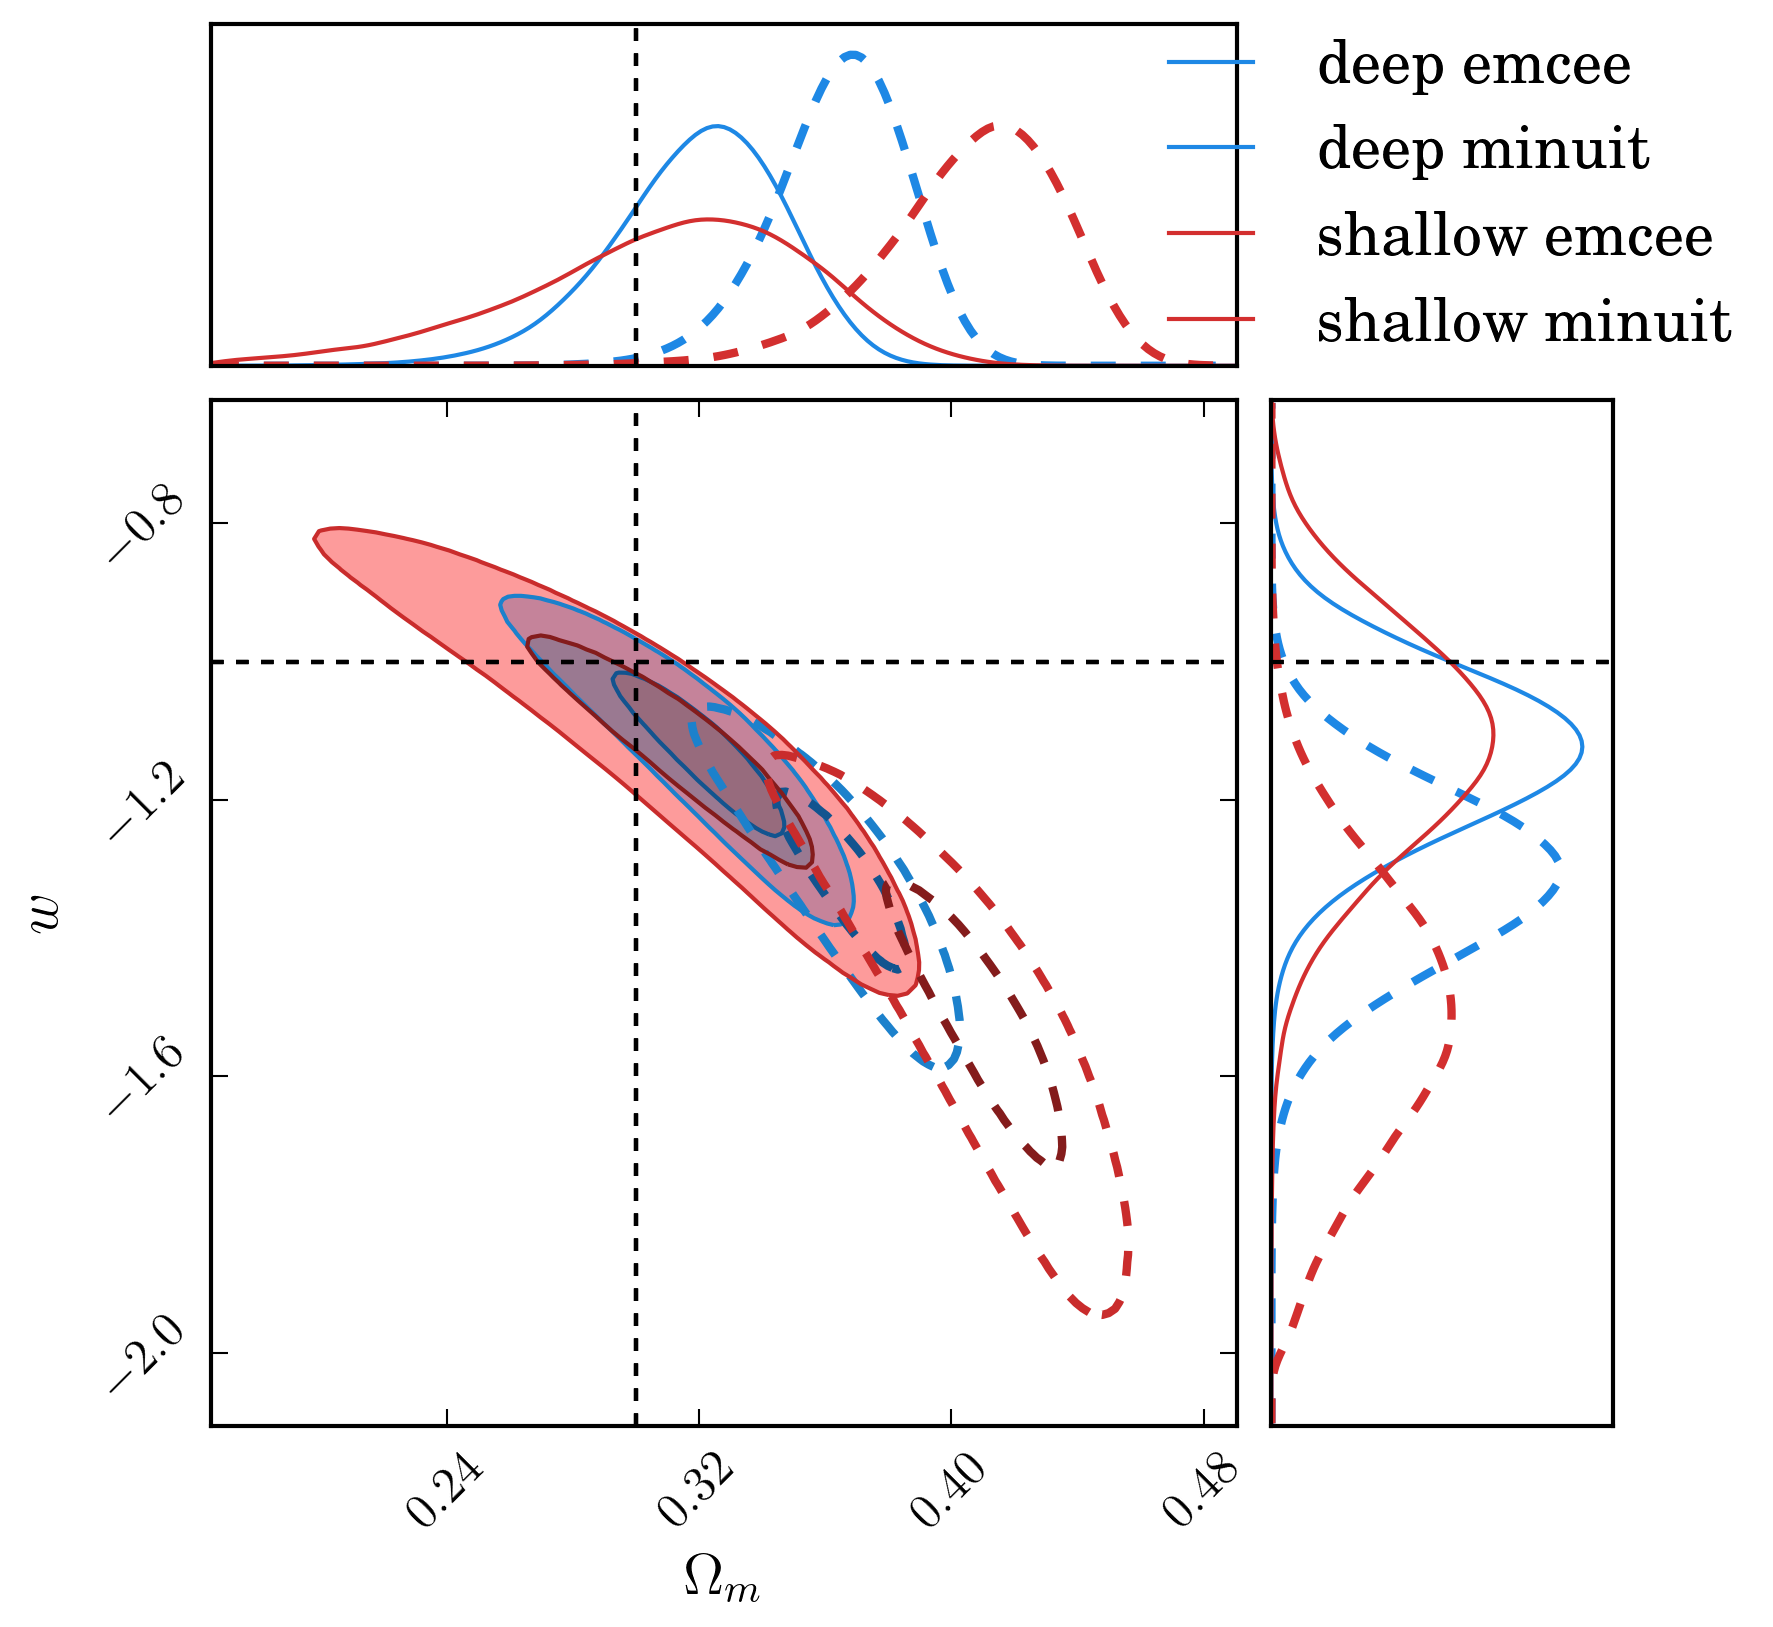 deep emcee
deep minuit
shallow emcee
shallow minuit
−0.8
−1.2
−1.6
−2.0
w
0.24
0.32
0.40
0.48
Ωₘ